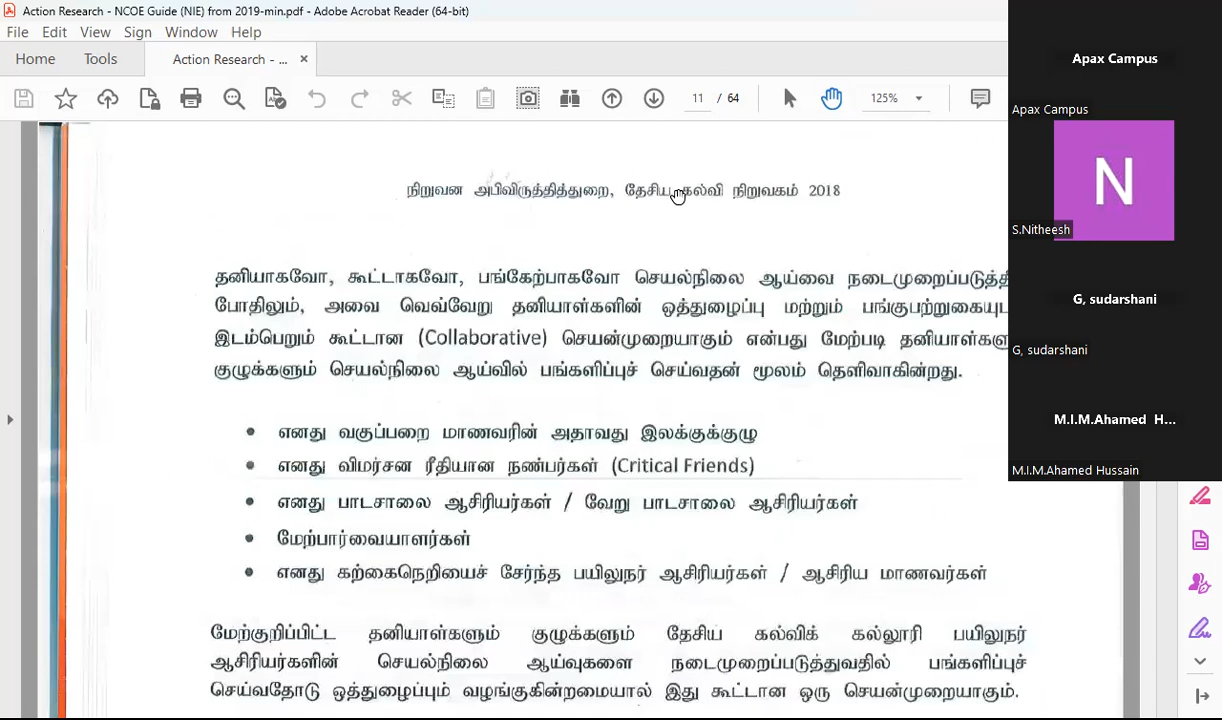 Action Research - NCOE Guide (NIE) from 2019-min.pdf - Adobe Acrobat Reader (64-bit)
File Edit View Sign Window Help
Home Tools Action Research - ... ×
11 / 64 125%
நிறுவன அபிவிருத்தித்துறை, தேசிய கல்வி நிறுவகம் 2018
தனியாகவோ, கூட்டாகவோ, பங்கேற்பாகவோ செயல்நிலை ஆய்வை
போதிலும், அவை வெவ்வேறு தனியாள்களின் ஒத்துழைப்பு மற்றும்
இடம்பெறும் கூட்டான (Collaborative) செயன்முறையாகும் என்பது மேற்படி
குழுக்களும் செயல்நிலை ஆய்வில் பங்களிப்புச் செய்வதன் மூலம் தெளிவாகின்றது.
• எனது வகுப்பறை மாணவரின் அதாவது இலக்குக்குழு
• எனது விமர்சன ரீதியான நண்பர்கள் (Critical Friends)
• எனது பாடசாலை ஆசிரியர்கள் / வேறு பாடசாலை ஆசிரியர்கள்
• மேற்பார்வையாளர்கள்
• எனது கற்கைநெறியைச் சேர்ந்த பயிலுநர் ஆசிரியர்கள் / ஆசிரிய மாணவர்கள்
மேற்குறிப்பிட்ட தனியாள்களும் குழுக்களும் தேசிய கல்விக் கல்லூரி பயிலுநர்
ஆசிரியர்களின் செயல்நிலை ஆய்வுகளை நடைமுறைப்படுத்துவதில் பங்களிப்புச்
செய்வதோடு ஒத்துழைப்பும் வழங்குகின்றமையால் இது கூட்டான ஒரு செயன்முறையாகும்.
Apax Campus
Apax Campus
N
S.Nitheesh
G, sudarshani
G, sudarshani
M.I.M.Ahamed H...
M.I.M.Ahamed Hussain